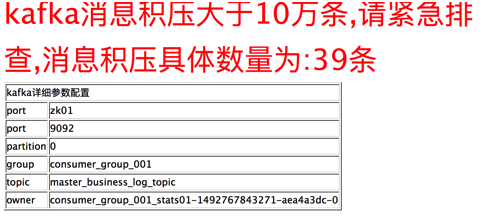 kafka消息积压大于10万条,请紧急排
查,消息积压具体数量为:39条
kafka详细参数配置
port zk01
port 9092
partition 0
group consumer_group_001
topic master_business_log_topic
owner consumer_group_001_stats01-1492767843271-aea4a3dc-0